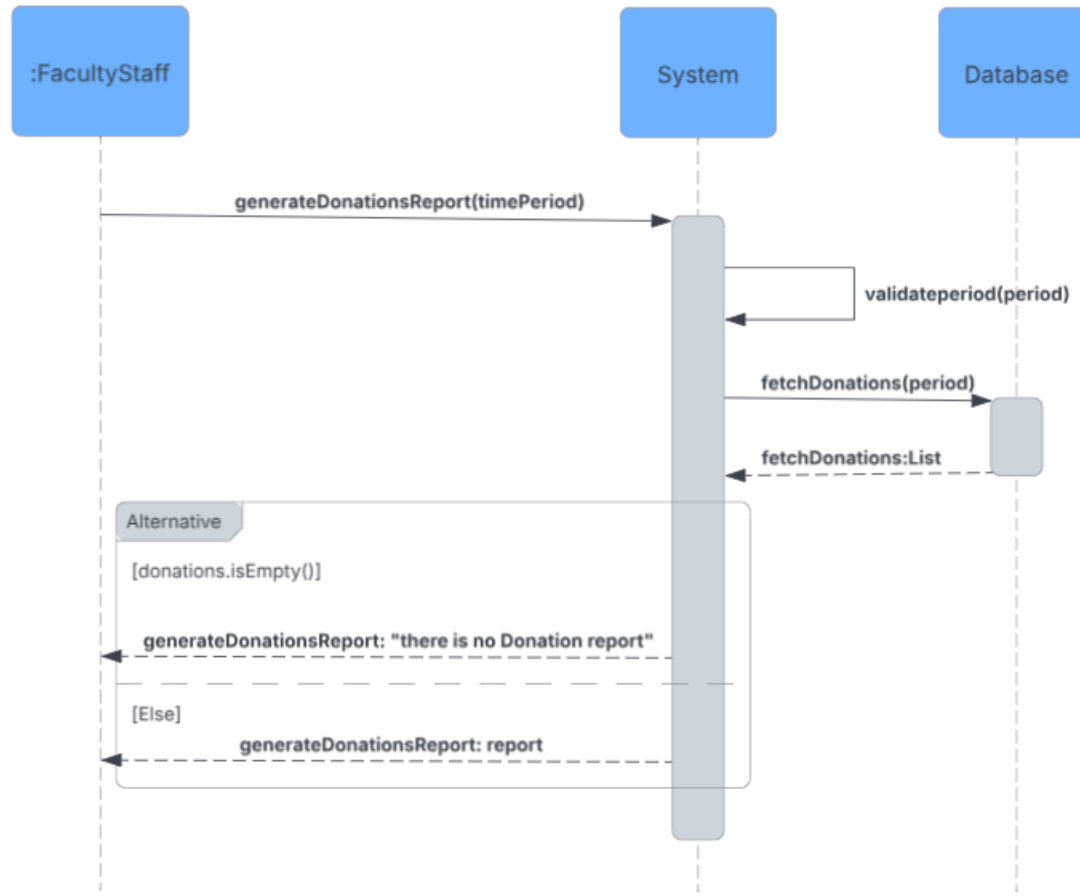 :FacultyStaff
System
Database
generateDonationsReport(timePeriod)
validateperiod(period)
fetchDonations(period)
fetchDonations:List
Alternative
[donations.isEmpty()]
generateDonationsReport: "there is no Donation report"
[Else]
generateDonationsReport: report